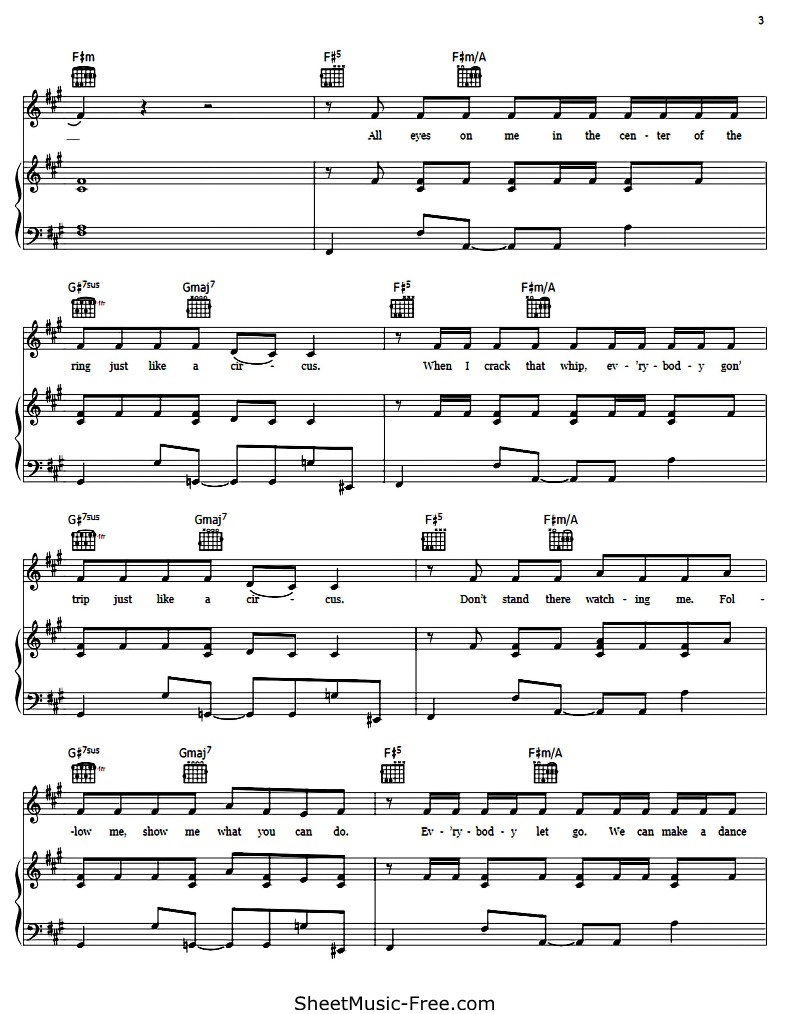 3
F♯m F♯5 F♯m/A
All eyes on me in the cen - ter of the
G♯7sus Gmaj7 F♯5 F♯m/A
4fr
ring just like a cir - cus. When I crack that whip, ev - 'ry - bod - y gon'
G♯7sus Gmaj7 F♯5 F♯m/A
4fr
trip just like a cir - cus. Don't stand there watch - ing me. Fol -
G♯7sus Gmaj7 F♯5 F♯m/A
4fr
-low me, show me what you can do. Ev - 'ry - bod - y let go. We can make a dance
SheetMusic-Free.com